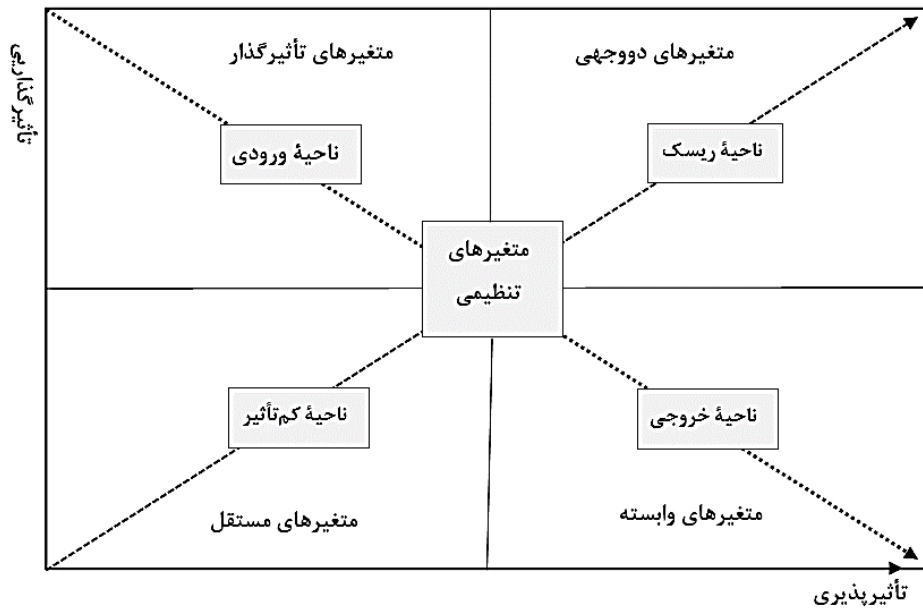 متغیرهای دووجهی
متغیرهای تأثیرگذار
تأثیرگذاریی
ناحیهٔ ریسک
ناحیهٔ ورودی
متغیرهای
تنظیمی
ناحیهٔ خروجی
ناحیهٔ کم‌تأثیر
متغیرهای وابسته
متغیرهای مستقل
تأثیرپذیری